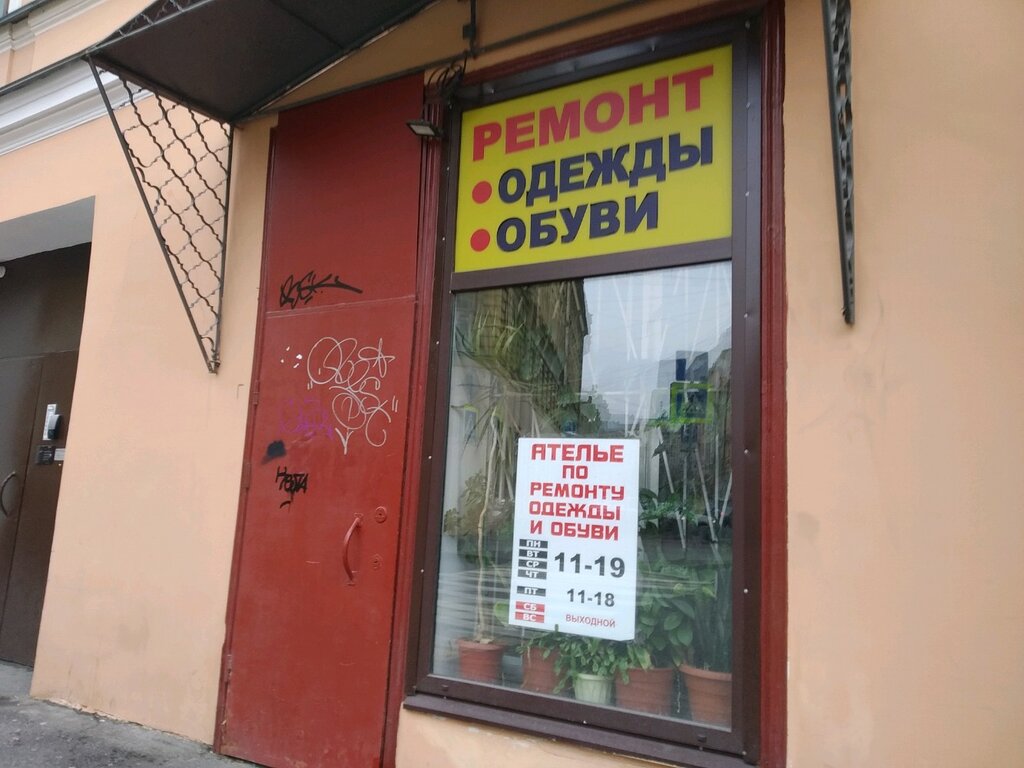 РЕМОНТ
• ОДЕЖДЫ
• ОБУВИ
АТЕЛЬЕ
ПО
РЕМОНТУ
ОДЕЖДЫ
И ОБУВИ
ПН
ВТ
СР
ЧТ
11-19
ПТ
11-18
СБ
ВС
ВЫХОДНОЙ